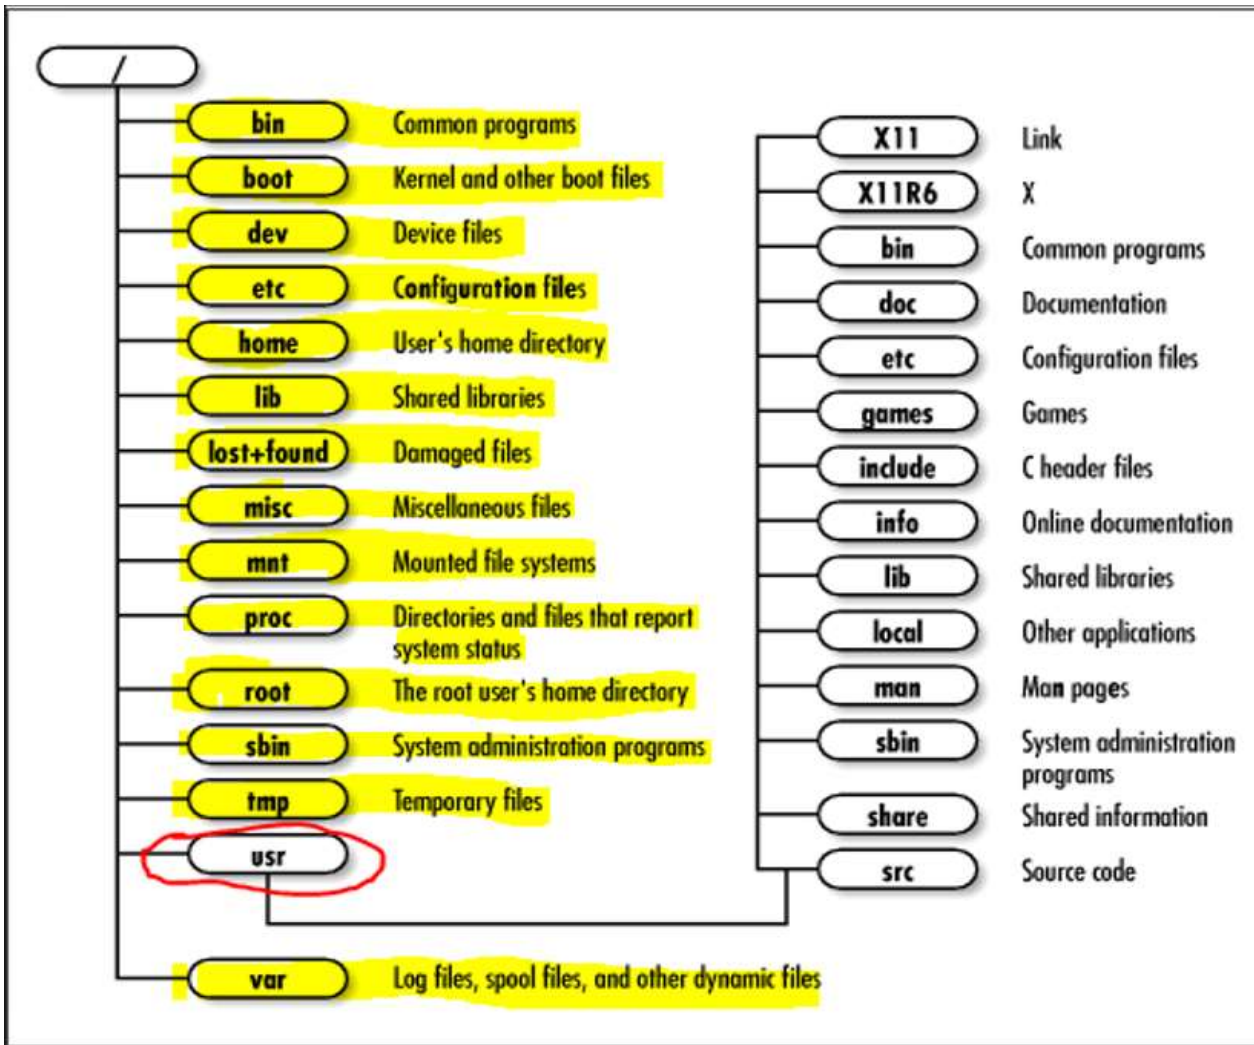 /
bin Common programs
boot Kernel and other boot files
dev Device files
etc Configuration files
home User's home directory
lib Shared libraries
lost+found Damaged files
misc Miscellaneous files
mnt Mounted file systems
proc Directories and files that report
system status
root The root user's home directory
sbin System administration programs
tmp Temporary files
usr
var Log files, spool files, and other dynamic files
X11 Link
X11R6 X
bin Common programs
doc Documentation
etc Configuration files
games Games
include C header files
info Online documentation
lib Shared libraries
local Other applications
man Man pages
sbin System administration
programs
share Shared information
src Source code